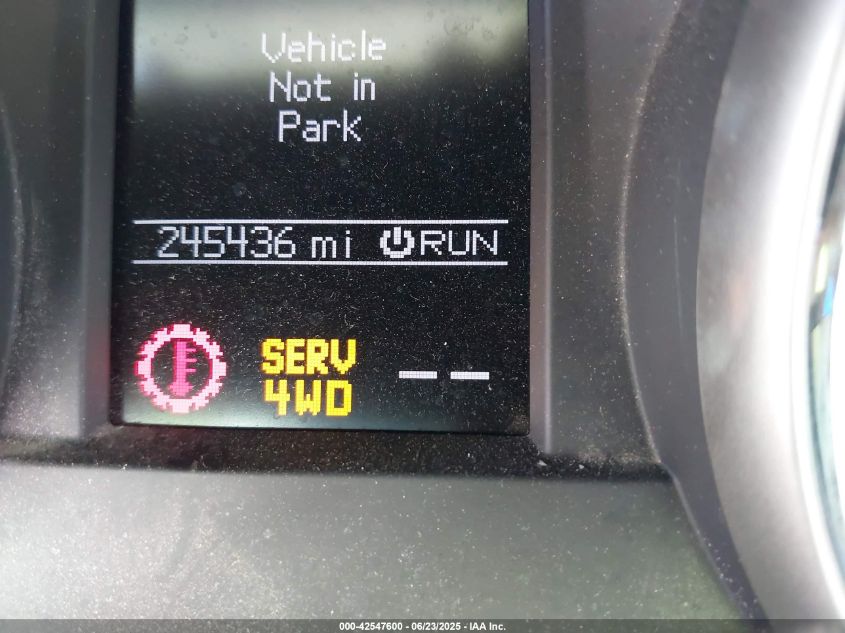 Vehicle
Not in
Park
245436 mi RUN
SERV
4WD
--
000-42547600 - 06/23/2025 - IAA Inc.